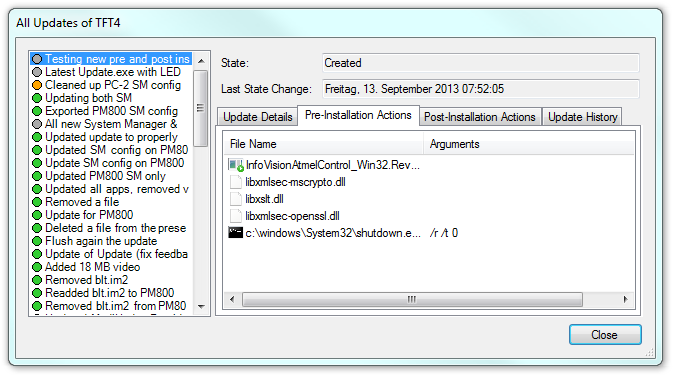 All Updates of TFT4
Testing new pre and post ins
Latest Update.exe with LED
Cleaned up PC-2 SM config
Updating both SM
Exported PM800 SM config
All new System Manager &
Updated update to properly
Updated SM config on PM80
Update SM config on PM800
Updated PM800 SM only
Updated all apps, removed v
Removed a file
Update for PM800
Deleted a file from the prese
Flush again the update
Update of Update (fix feedba
Added 18 MB video
Removed blt.im2
Readded blt.im2 to PM80
Removed blt.im2 from PM80
State:
Created
Last State Change:
Freitag, 13. September 2013 07:52:05
Update Details
Pre-Installation Actions
Post-Installation Actions
Update History
File Name
Arguments
InfoVisionAtmelControl_Win32.Rev...
libxmlsec-mscrypto.dll
libxslt.dll
libxmlsec-openssl.dll
c:\windows\System32\shutdown.e... /r /t 0
Close